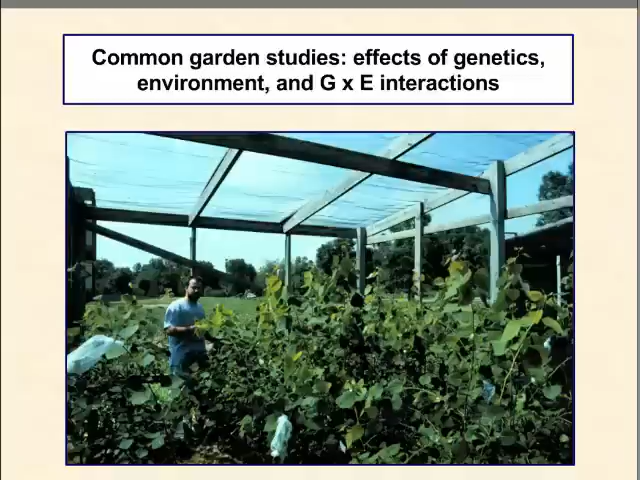 Common garden studies: effects of genetics,
environment, and G x E interactions